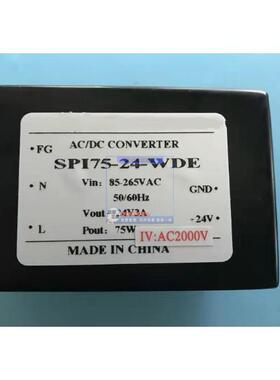 AC/DC CONVERTER
FG
SPI75-24-WDE
N
Vin: 85-265VAC
50/60Hz
GND
Vout 4V3A
+24V
L
Pout: 75W
IV:AC2000V
MADE IN CHINA